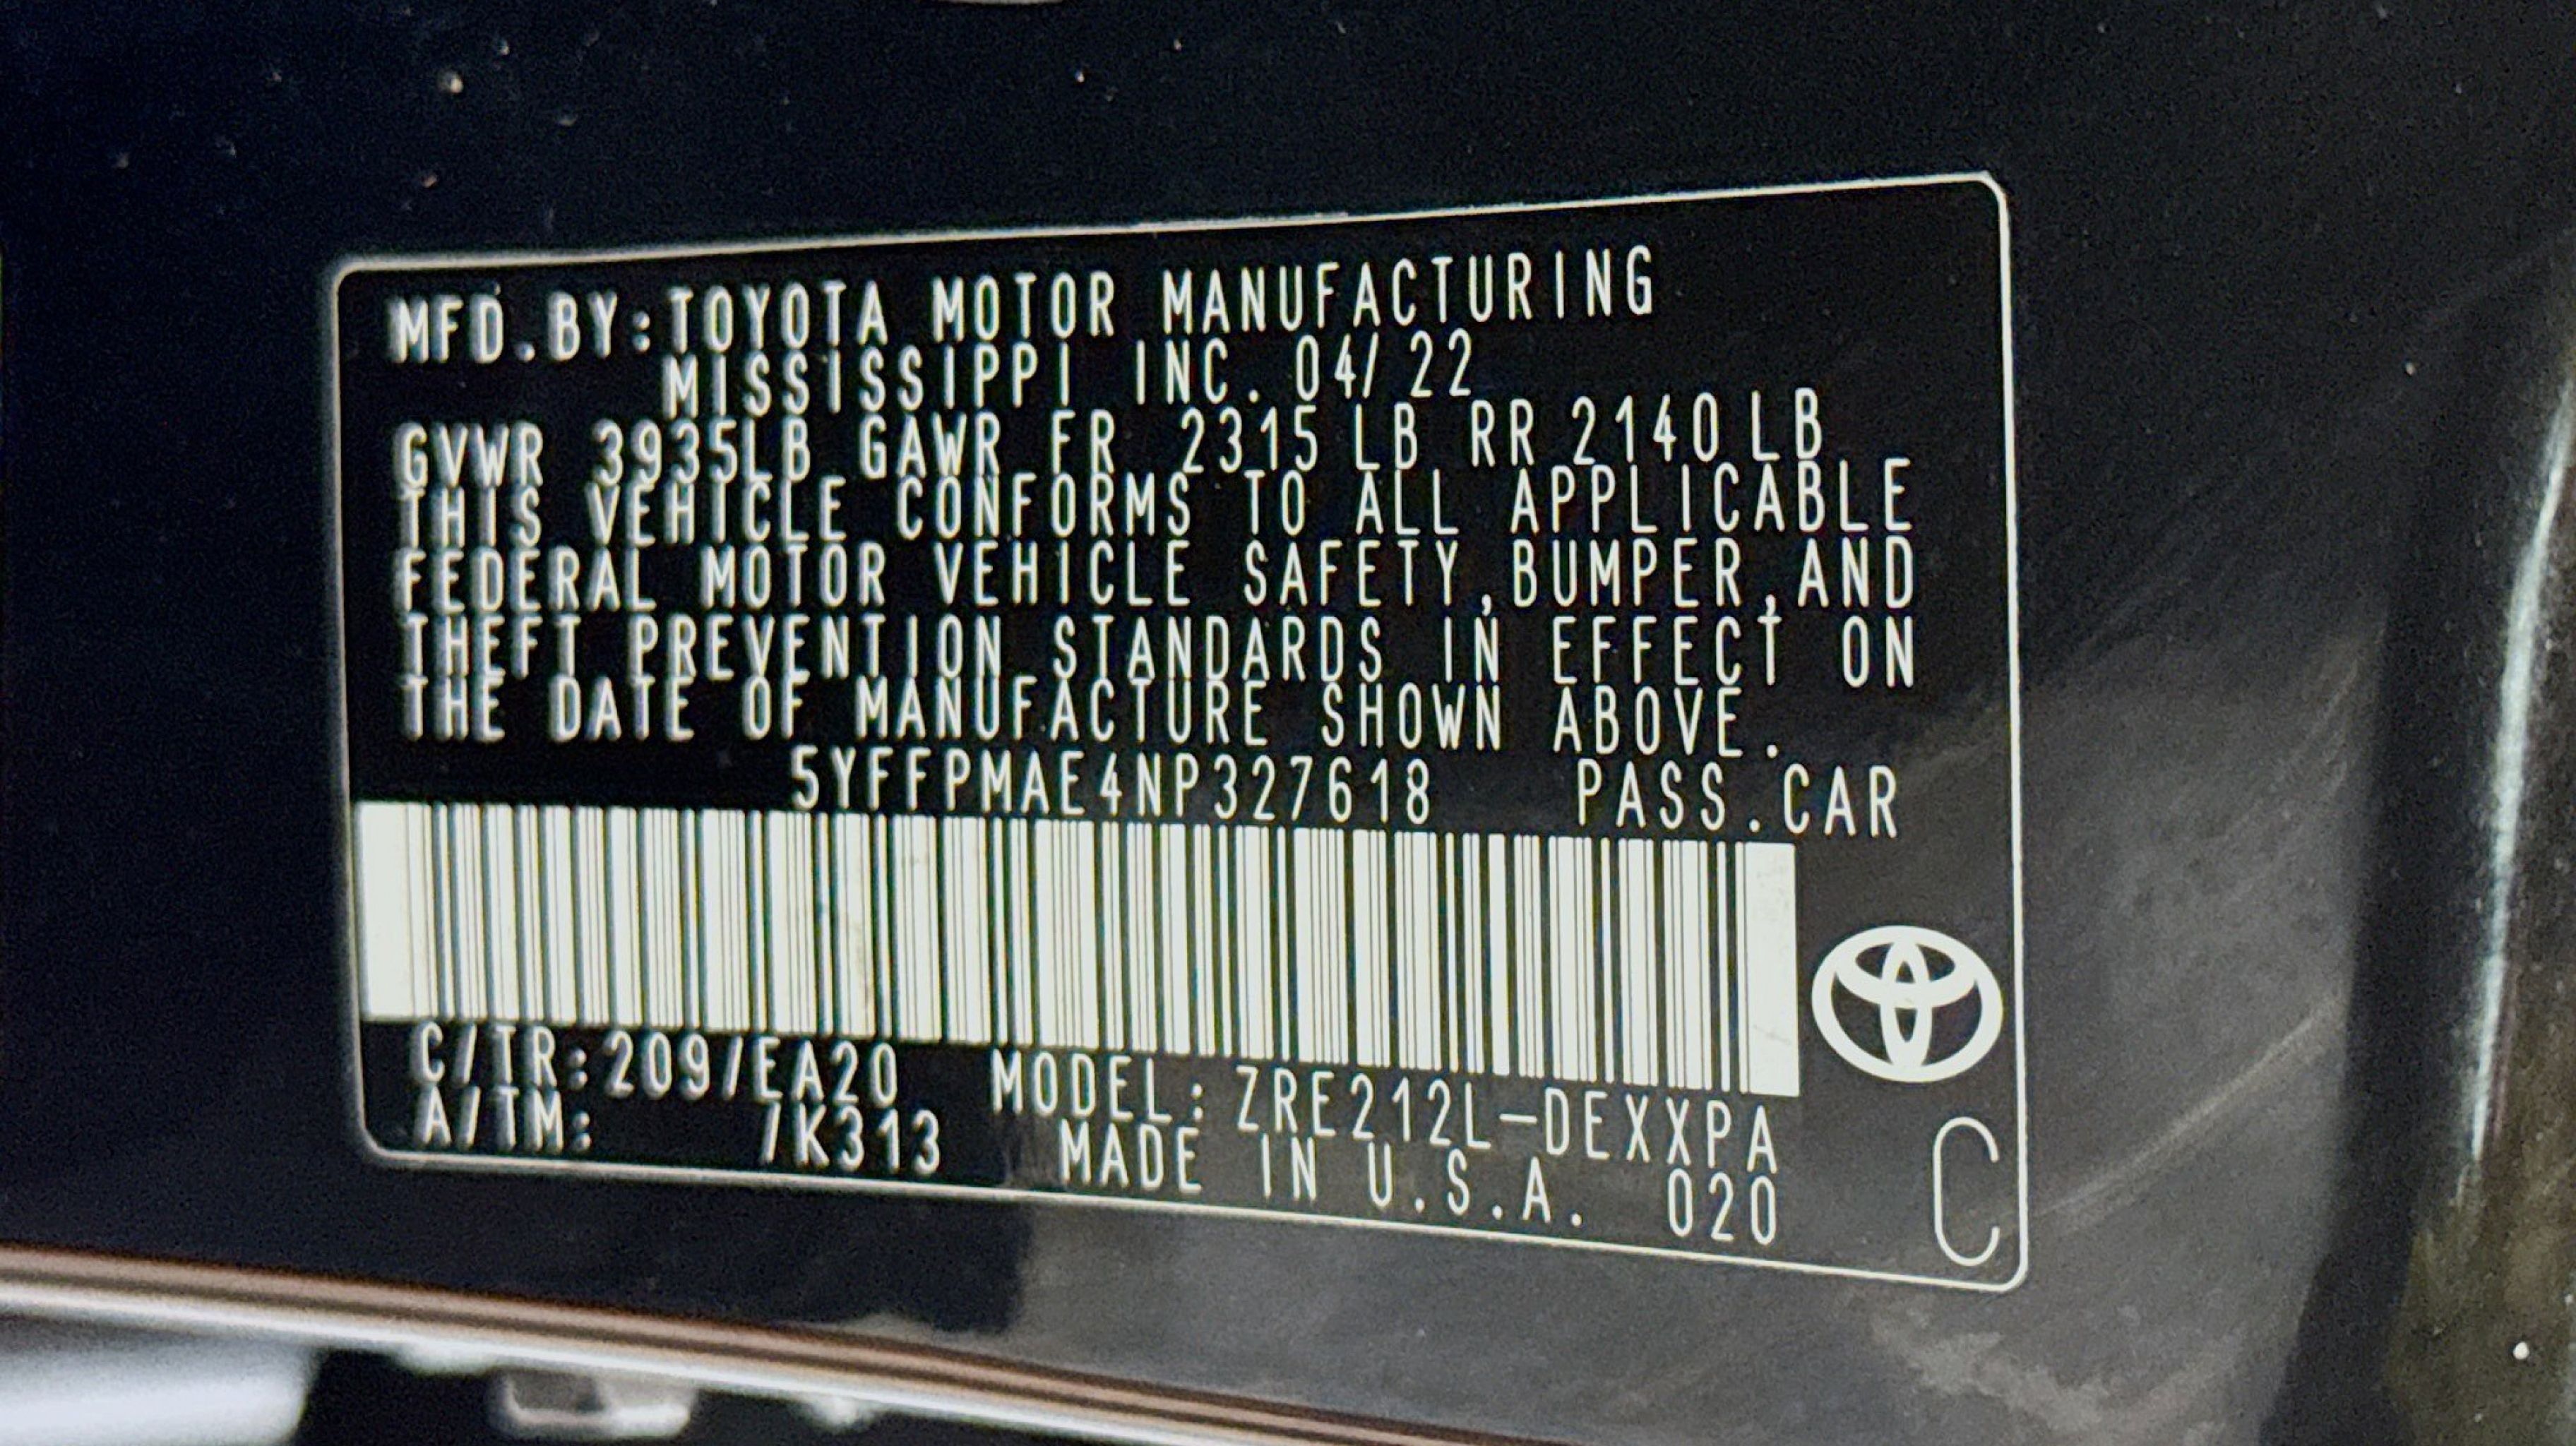 MFD.BY:TOYOTA MOTOR MANUFACTURING
MISSISSIPPI INC. 04/22
GVWR 3935LB GAWR FR 2315 LB RR 2140 LB
THIS VEHICLE CONFORMS TO ALL APPLICABLE
FEDERAL MOTOR VEHICLE SAFETY,BUMPER,AND
THEFT PREVENTION STANDARDS IN EFFECT ON
THE DATE OF MANUFACTURE SHOWN ABOVE.
5YFFPMAE4NP327618 PASS.CAR
C/TR:209/EA20 MODEL:ZRE212L-DEXXPA
A/TM: /K313 MADE IN U.S.A. 020
C